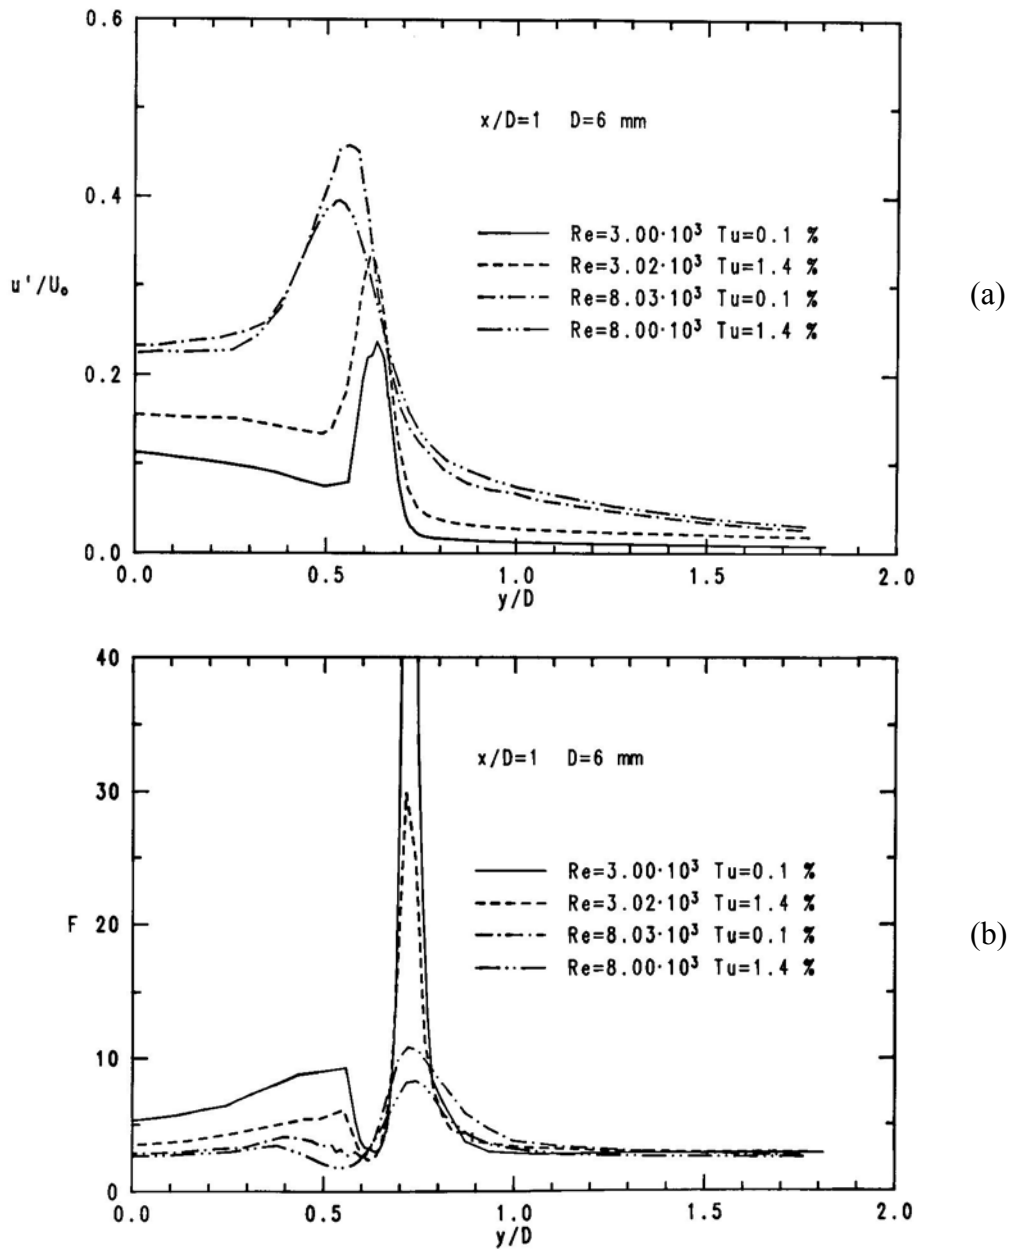 0.6
x/D=1 D=6 mm
0.4
Re=3.00·10³ Tu=0.1 %
Re=3.02·10³ Tu=1.4 %
Re=8.03·10³ Tu=0.1 %
Re=8.00·10³ Tu=1.4 %
u'/U₀
(a)
0.2
0.0
0.0 0.5 1.0 1.5 2.0
y/D
40
x/D=1 D=6 mm
30
Re=3.00·10³ Tu=0.1 %
Re=3.02·10³ Tu=1.4 %
Re=8.03·10³ Tu=0.1 %
Re=8.00·10³ Tu=1.4 %
F
20
(b)
10
0
0.0 0.5 1.0 1.5 2.0
y/D